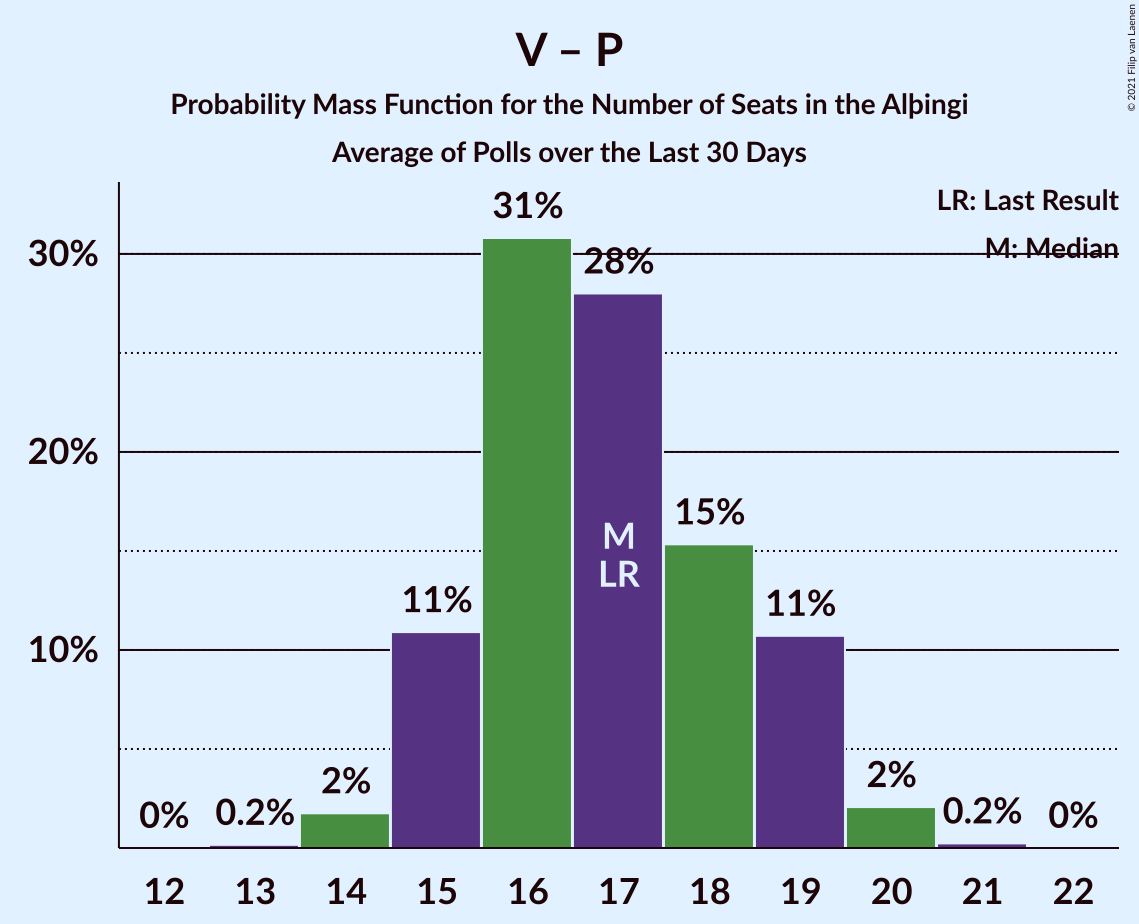 V – P
Probability Mass Function for the Number of Seats in the Alþingi
Average of Polls over the Last 30 Days
© 2021 Filip van Laenen
LR: Last Result
M: Median
30%
20%
10%
0%
0.2%
2%
11%
31%
28%
15%
11%
2%
0.2%
0%
M
LR
12 13 14 15 16 17 18 19 20 21 22